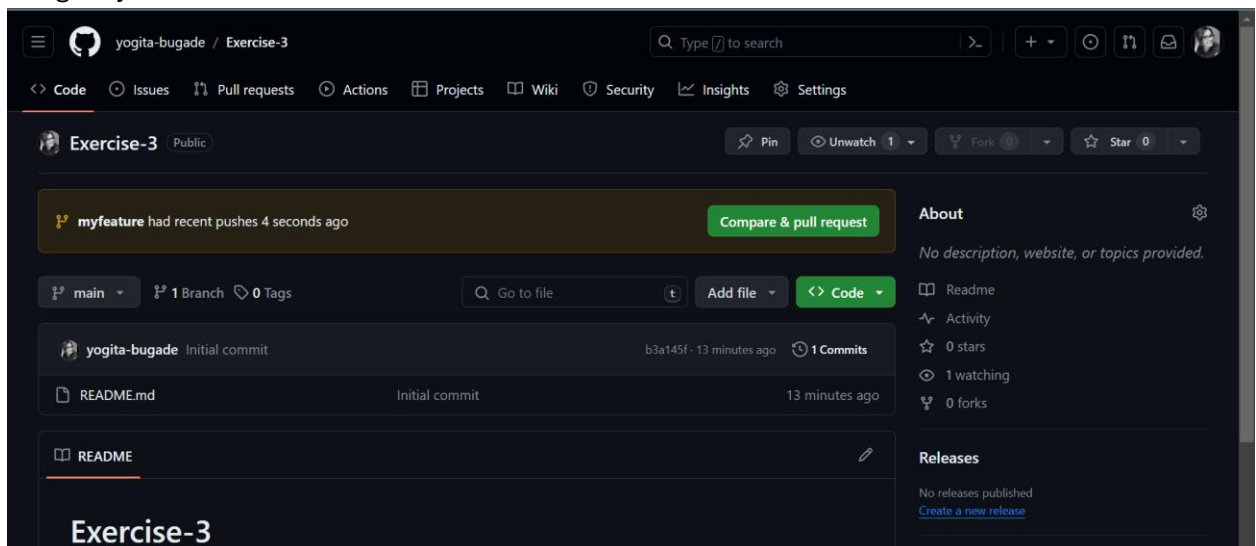 yogita-bugade / Exercise-3
Type / to search
Code Issues Pull requests Actions Projects Wiki Security Insights Settings
Exercise-3 Public
Pin Unwatch 1 Fork 0 Star 0
myfeature had recent pushes 4 seconds ago
Compare & pull request
main 1 Branch 0 Tags
Go to file t
Add file
Code
yogita-bugade Initial commit
b3a145f · 13 minutes ago 1 Commits
README.md Initial commit 13 minutes ago
README
Exercise-3
About
No description, website, or topics provided.
Readme
Activity
0 stars
1 watching
0 forks
Releases
No releases published
Create a new release